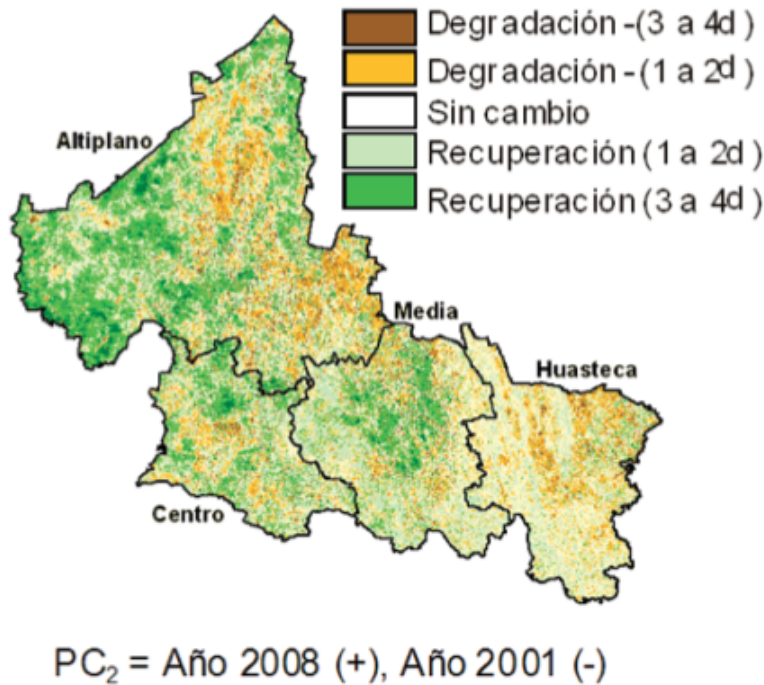 Degradación -(3 a 4d )
Degradación -(1 a 2d )
Sin cambio
Recuperación (1 a 2d )
Recuperación (3 a 4d )
Altiplano
Media
Huasteca
Centro
PC₂ = Año 2008 (+), Año 2001 (-)